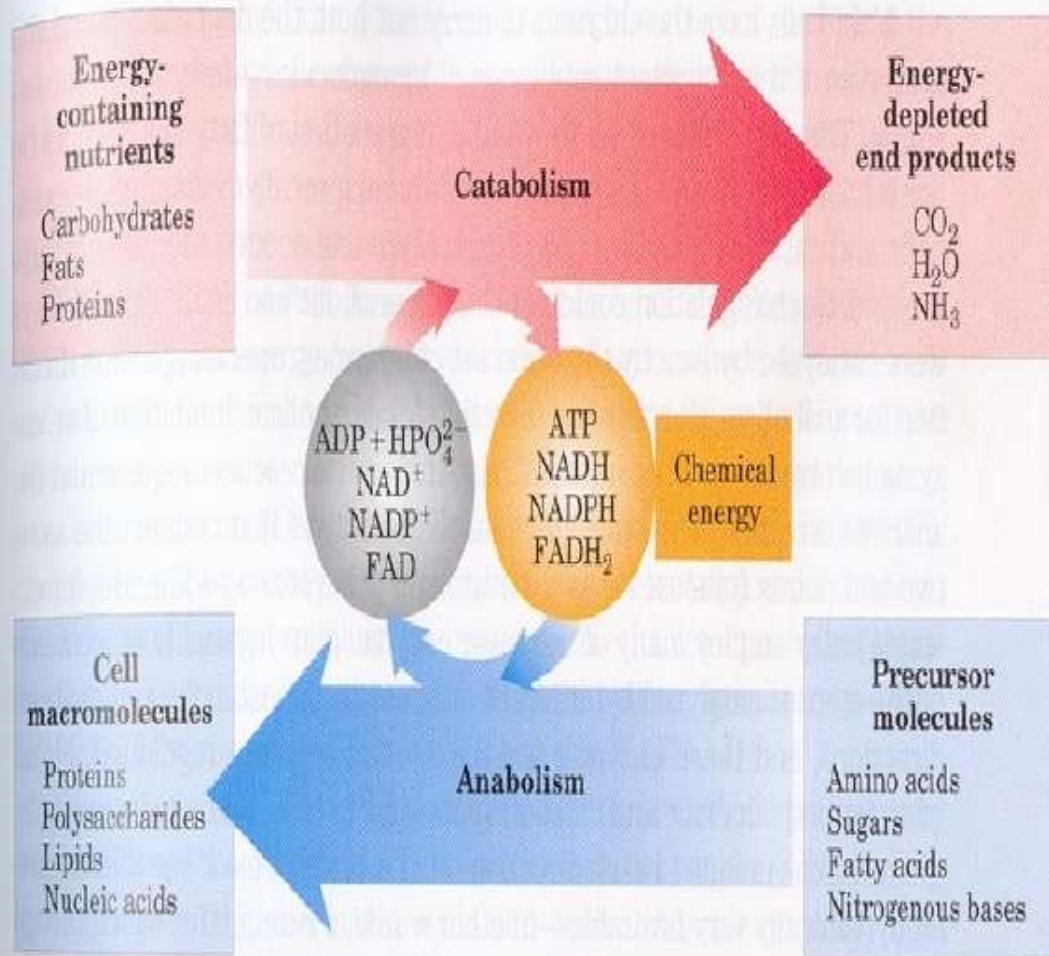 Energy-
containing
nutrients
Carbohydrates
Fats
Proteins
Catabolism
Energy-
depleted
end products
CO₂
H₂O
NH₃
ADP + HPO₄²⁻
NAD⁺
NADP⁺
FAD
ATP
NADH
NADPH
FADH₂
Chemical
energy
Cell
macromolecules
Proteins
Polysaccharides
Lipids
Nucleic acids
Anabolism
Precursor
molecules
Amino acids
Sugars
Fatty acids
Nitrogenous bases